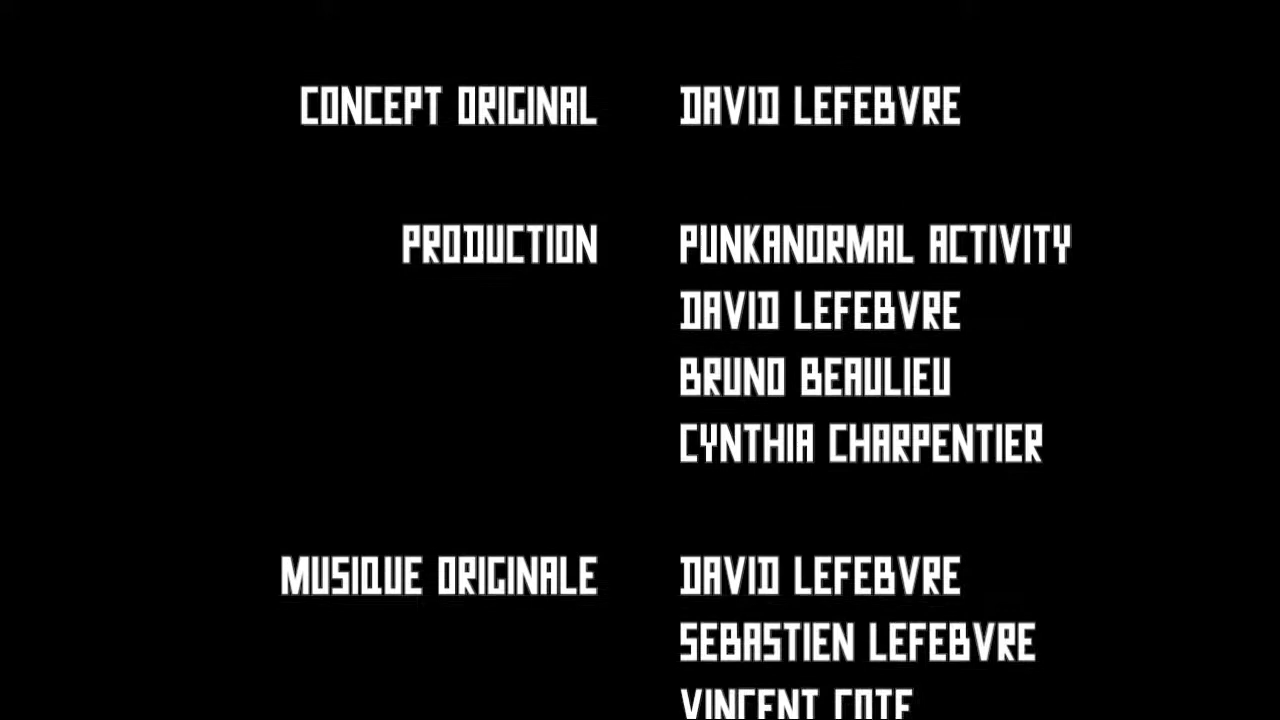 CONCEPT ORIGINAL DAVID LEFEBVRE
PRODUCTION PUNKANORMAL ACTIVITY
DAVID LEFEBVRE
BRUNO BEAULIEU
CYNTHIA CHARPENTIER
MUSIQUE ORIGINALE DAVID LEFEBVRE
SEBASTIEN LEFEBVRE
VINCENT COTE